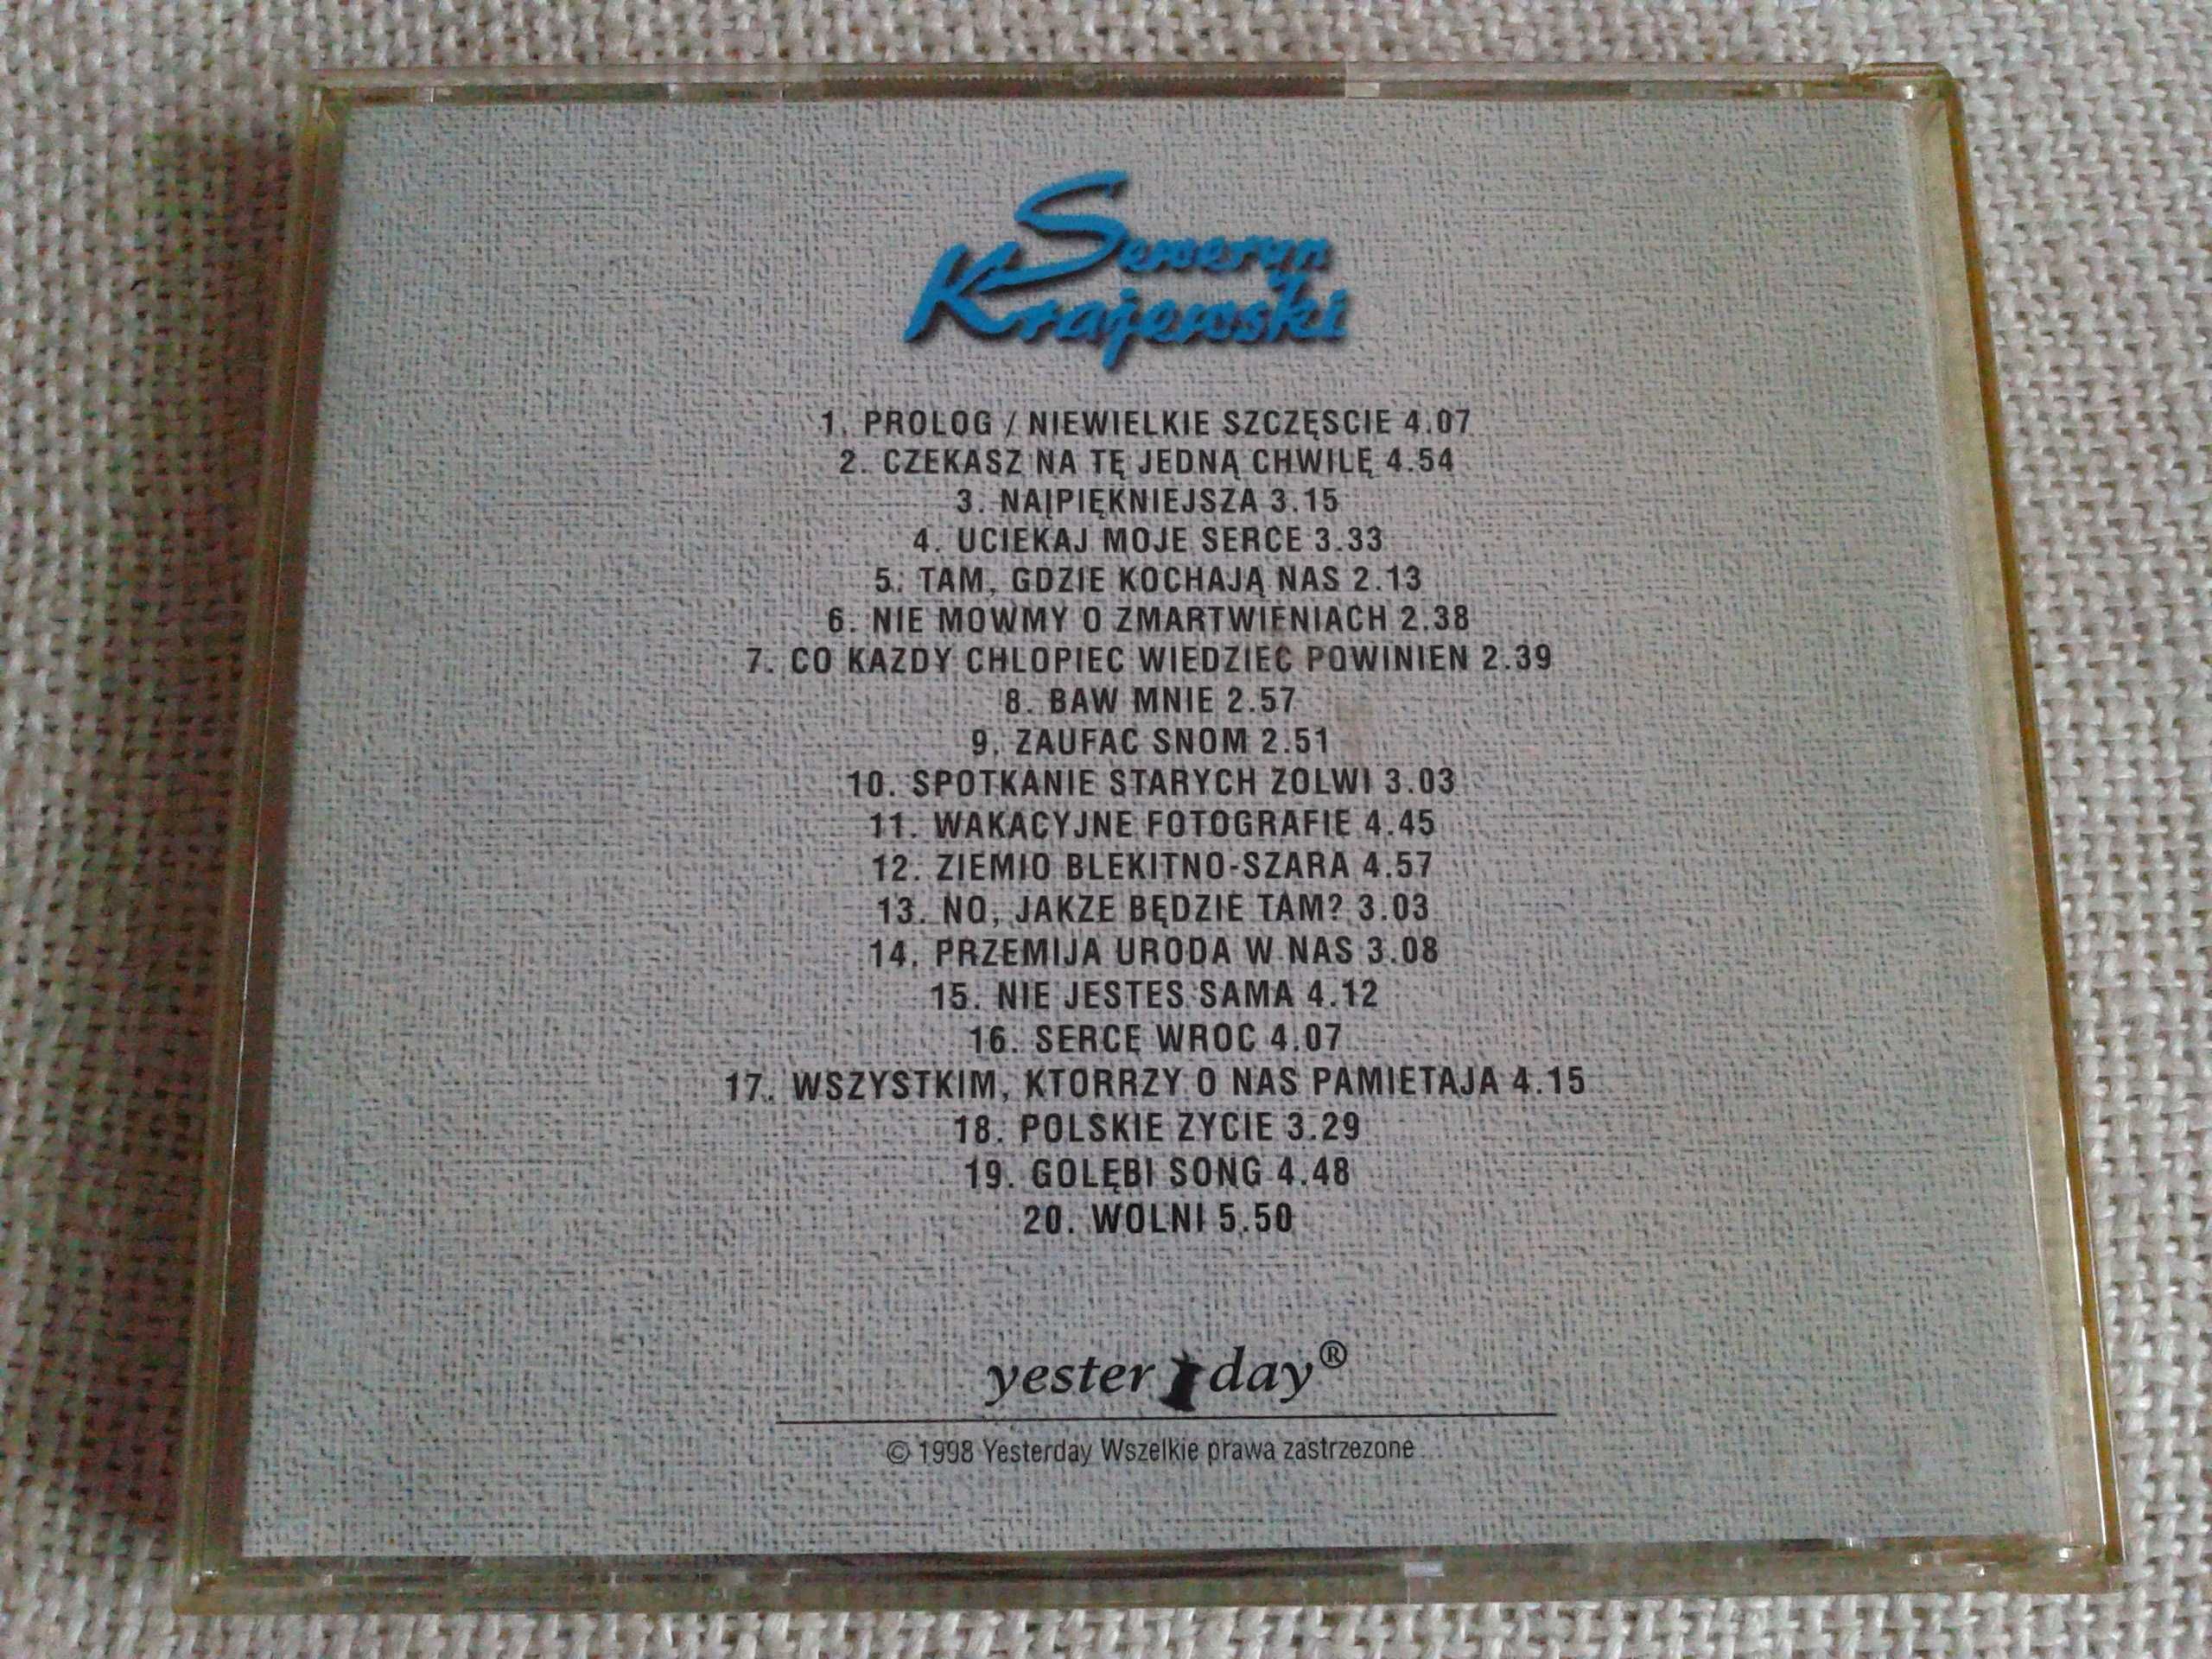 Seweryn
Krajewski
1. PROLOG / NIEWIELKIE SZCZĘSCIE 4.07
2. CZEKASZ NA TĘ JEDNĄ CHWILĘ 4.54
3. NAJPIĘKNIEJSZA 3.15
4. UCIEKAJ MOJE SERCE 3.33
5. TAM, GDZIE KOCHAJĄ NAS 2.13
6. NIE MOWMY O ZMARTWIENIACH 2.38
7. CO KAZDY CHLOPIEC WIEDZIEC POWINIEN 2.39
8. BAW MNIE 2.57
9. ZAUFAC SNOM 2.51
10. SPOTKANIE STARYCH ZOLWI 3.03
11. WAKACYJNE FOTOGRAFIE 4.45
12. ZIEMIO BLEKITNO-SZARA 4.57
13. NO, JAKZE BĘDZIE TAM? 3.03
14. PRZEMIJA URODA W NAS 3.08
15. NIE JESTES SAMA 4.12
16. SERCE WROC 4.07
17. WSZYSTKIM, KTORRZY O NAS PAMIETAJA 4.15
18. POLSKIE ZYCIE 3.29
19. GOLĘBI SONG 4.48
20. WOLNI 5.50
yester day®
© 1998 Yesterday Wszelkie prawa zastrzezone